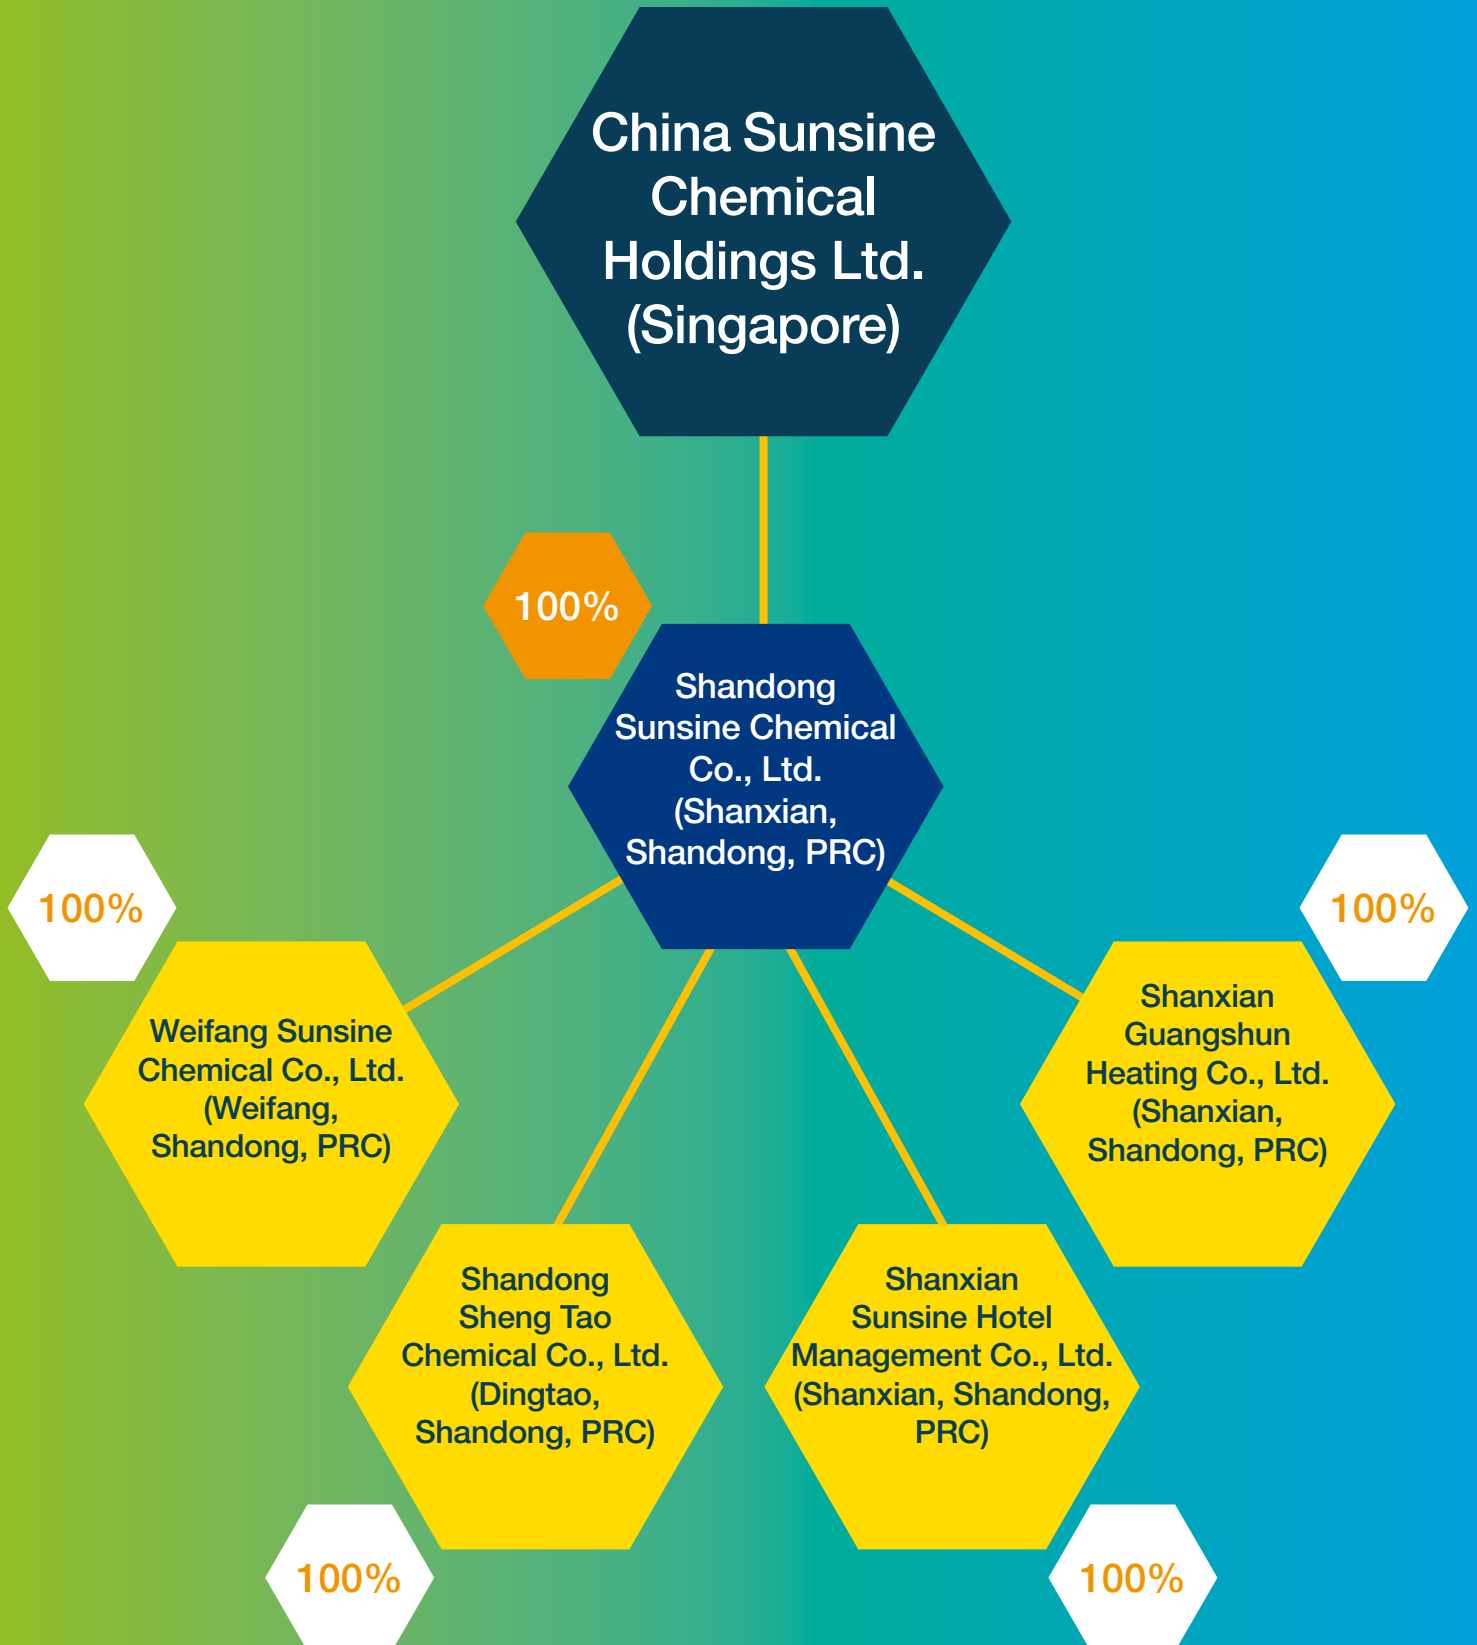 China Sunsine
Chemical
Holdings Ltd.
(Singapore)
100%
Shandong
Sunsine Chemical
Co., Ltd.
(Shanxian,
Shandong, PRC)
100%
Weifang Sunsine
Chemical Co., Ltd.
(Weifang,
Shandong, PRC)
100%
Shanxian
Guangshun
Heating Co., Ltd.
(Shanxian,
Shandong, PRC)
Shandong
Sheng Tao
Chemical Co., Ltd.
(Dingtao,
Shandong, PRC)
100%
Shanxian
Sunsine Hotel
Management Co., Ltd.
(Shanxian, Shandong,
PRC)
100%